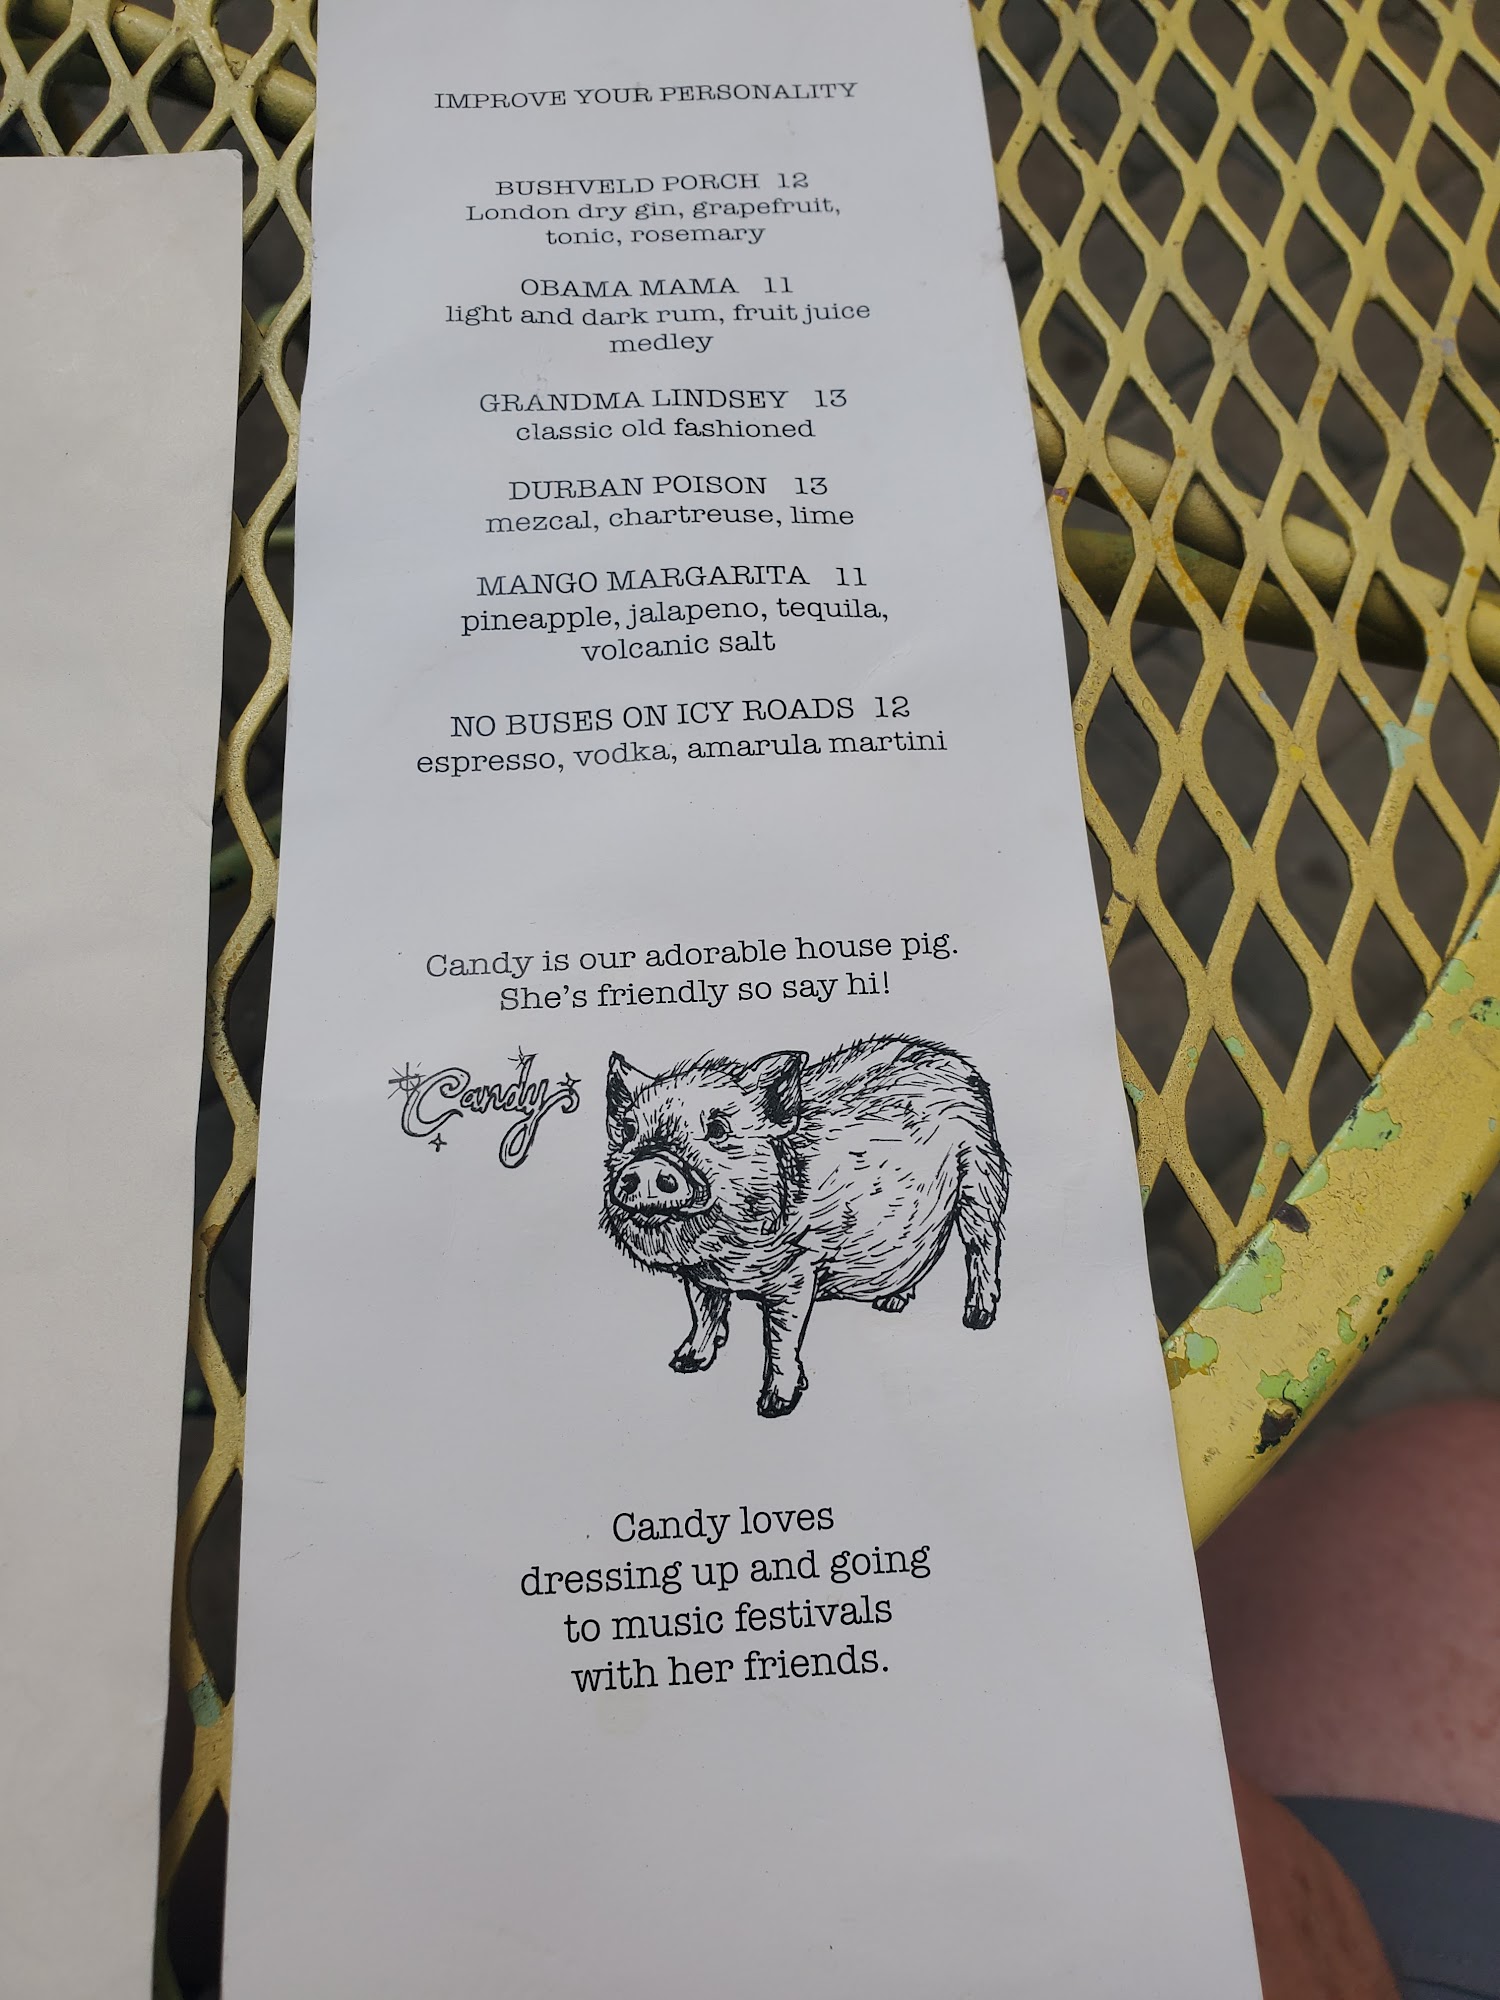 IMPROVE YOUR PERSONALITY
BUSHVELD PORCH 12
London dry gin, grapefruit,
tonic, rosemary
OBAMA MAMA 11
light and dark rum, fruit juice
medley
GRANDMA LINDSEY 13
classic old fashioned
DURBAN POISON 13
mezcal, chartreuse, lime
MANGO MARGARITA 11
pineapple, jalapeno, tequila,
volcanic salt
NO BUSES ON ICY ROADS 12
espresso, vodka, amarula martini
Candy is our adorable house pig.
She's friendly so say hi!
Candy
Candy loves
dressing up and going
to music festivals
with her friends.